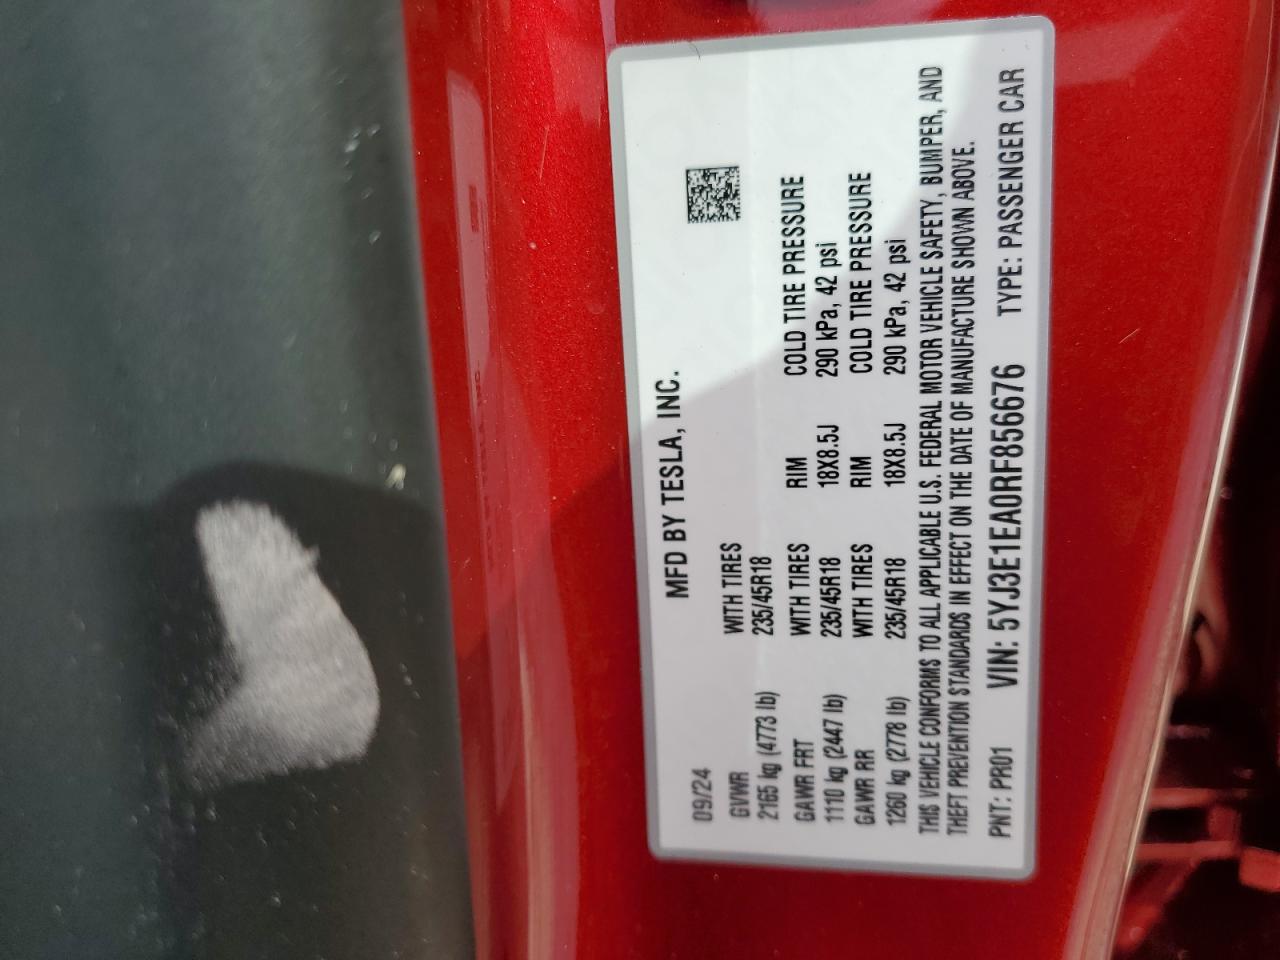 MFD BY TESLA, INC.
09/24
GVWR WITH TIRES
2165 kg (4773 lb) 235/45R18
GAWR FRT WITH TIRES RIM COLD TIRE PRESSURE
1110 kg (2447 lb) 235/45R18 18X8.5J 290 kPa, 42 psi
GAWR RR WITH TIRES RIM COLD TIRE PRESSURE
1260 kg (2778 lb) 235/45R18 18X8.5J 290 kPa, 42 psi
THIS VEHICLE CONFORMS TO ALL APPLICABLE U.S. FEDERAL MOTOR VEHICLE SAFETY, BUMPER, AND
THEFT PREVENTION STANDARDS IN EFFECT ON THE DATE OF MANUFACTURE SHOWN ABOVE.
PNT: PR01 VIN: 5YJ3E1EA0RF856676 TYPE: PASSENGER CAR